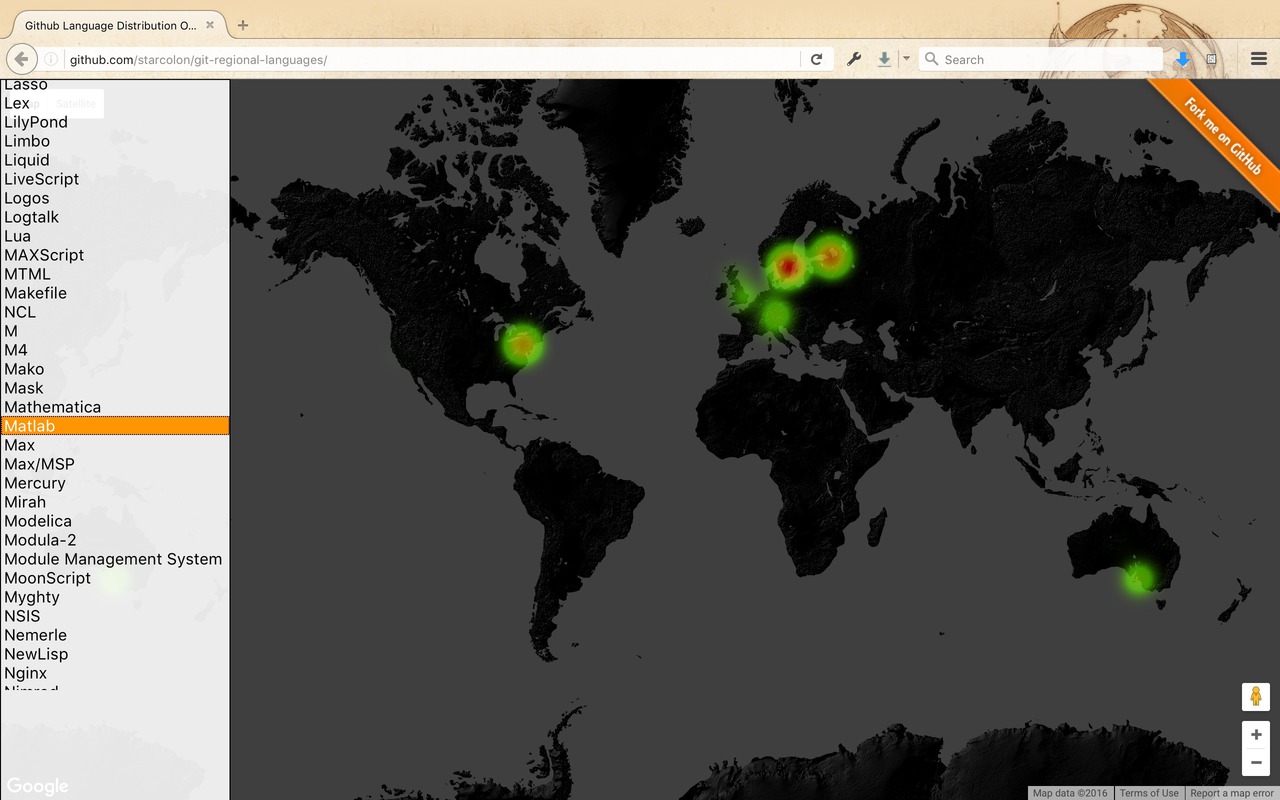 Github Language Distribution O...
github.com/starcolon/git-regional-languages/
Search
Lasso
Satellite
Lex
LilyPond
Limbo
Liquid
LiveScript
Logos
Logtalk
Lua
MAXScript
MTML
Makefile
NCL
M
M4
Mako
Mask
Mathematica
Matlab
Max
Max/MSP
Mercury
Mirah
Modelica
Modula-2
Module Management System
MoonScript
Myghty
NSIS
Nemerle
NewLisp
Nginx
Nimrod
Fork me on GitHub
Google
Map data ©2016
Terms of Use
Report a map error